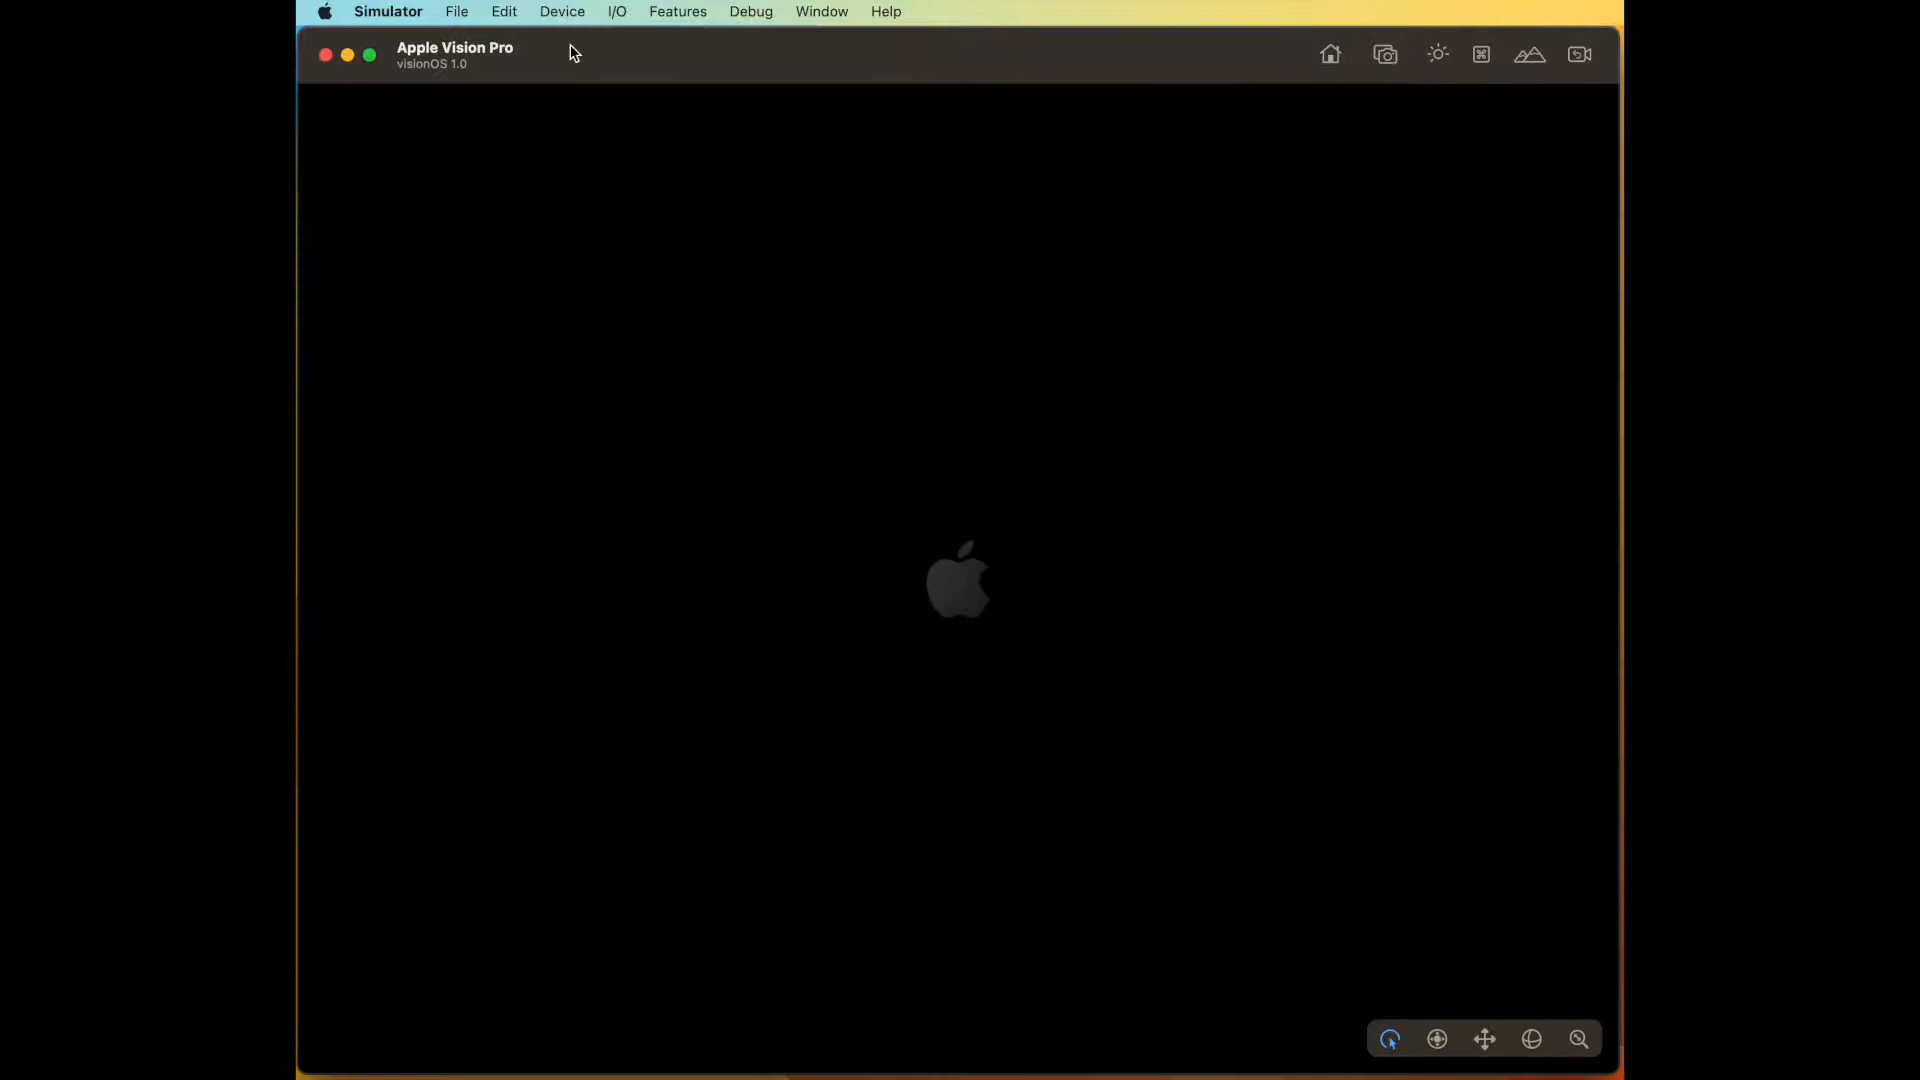 Simulator File Edit Device I/O Features Debug Window Help
Apple Vision Pro
visionOS 1.0